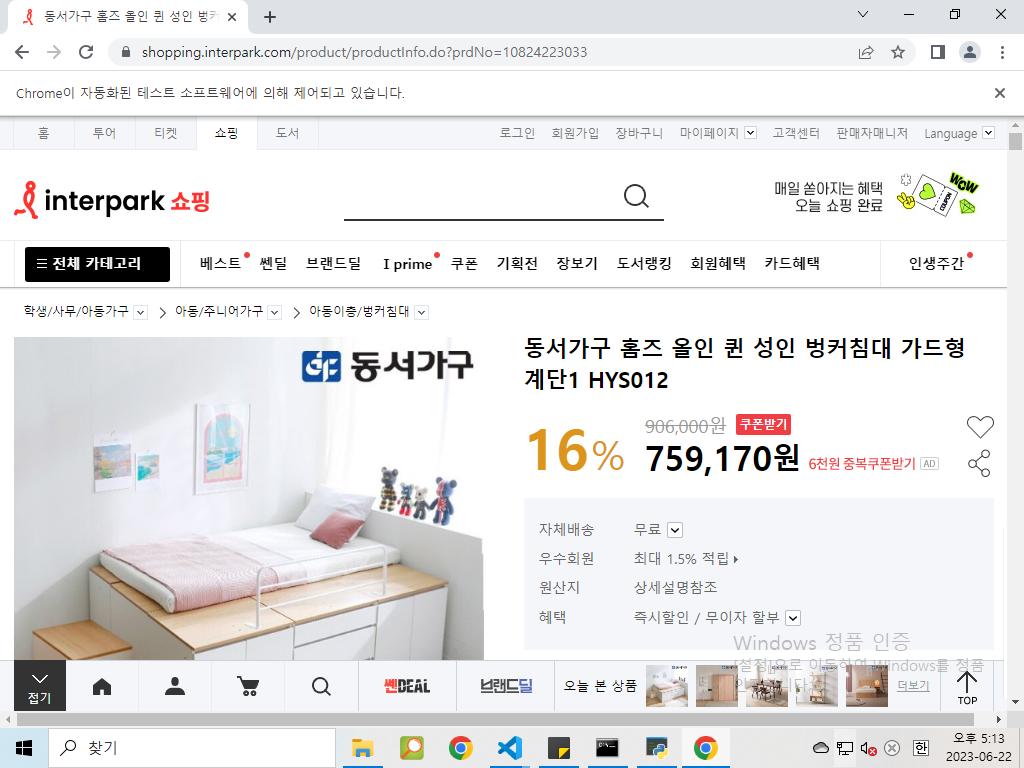 동서가구 홈즈 올인 퀸 성인 벙커
shopping.interpark.com/product/productInfo.do?prdNo=10824223033
Chrome이 자동화된 테스트 소프트웨어에 의해 제어되고 있습니다.
홈 투어 티켓 쇼핑 도서 로그인 회원가입 장바구니 마이페이지 고객센터 판매자매니저 Language
interpark 쇼핑
매일 쏟아지는 혜택
오늘 쇼핑 완료
WOW
COUPON
☰ 전체 카테고리 베스트 쎈딜 브랜드딜 I prime 쿠폰 기획전 장보기 도서랭킹 회원혜택 카드혜택 인생주간
학생/사무/아동가구 아동/주니어가구 아동이층/벙커침대
동서가구
동서가구 홈즈 올인 퀸 성인 벙커침대 가드형
계단1 HYS012
16% 906,000원 쿠폰받기
759,170원 6천원 중복쿠폰받기 AD
자체배송 무료
우수회원 최대 1.5% 적립
원산지 상세설명참조
혜택 즉시할인 / 무이자 할부
Windows 정품 인증
[설정]으로 이동하여 Windows를 정품
접기 쎈DEAL 브랜드딜 오늘 본 상품 더보기 TOP
찾기
오후 5:13
2023-06-22
한